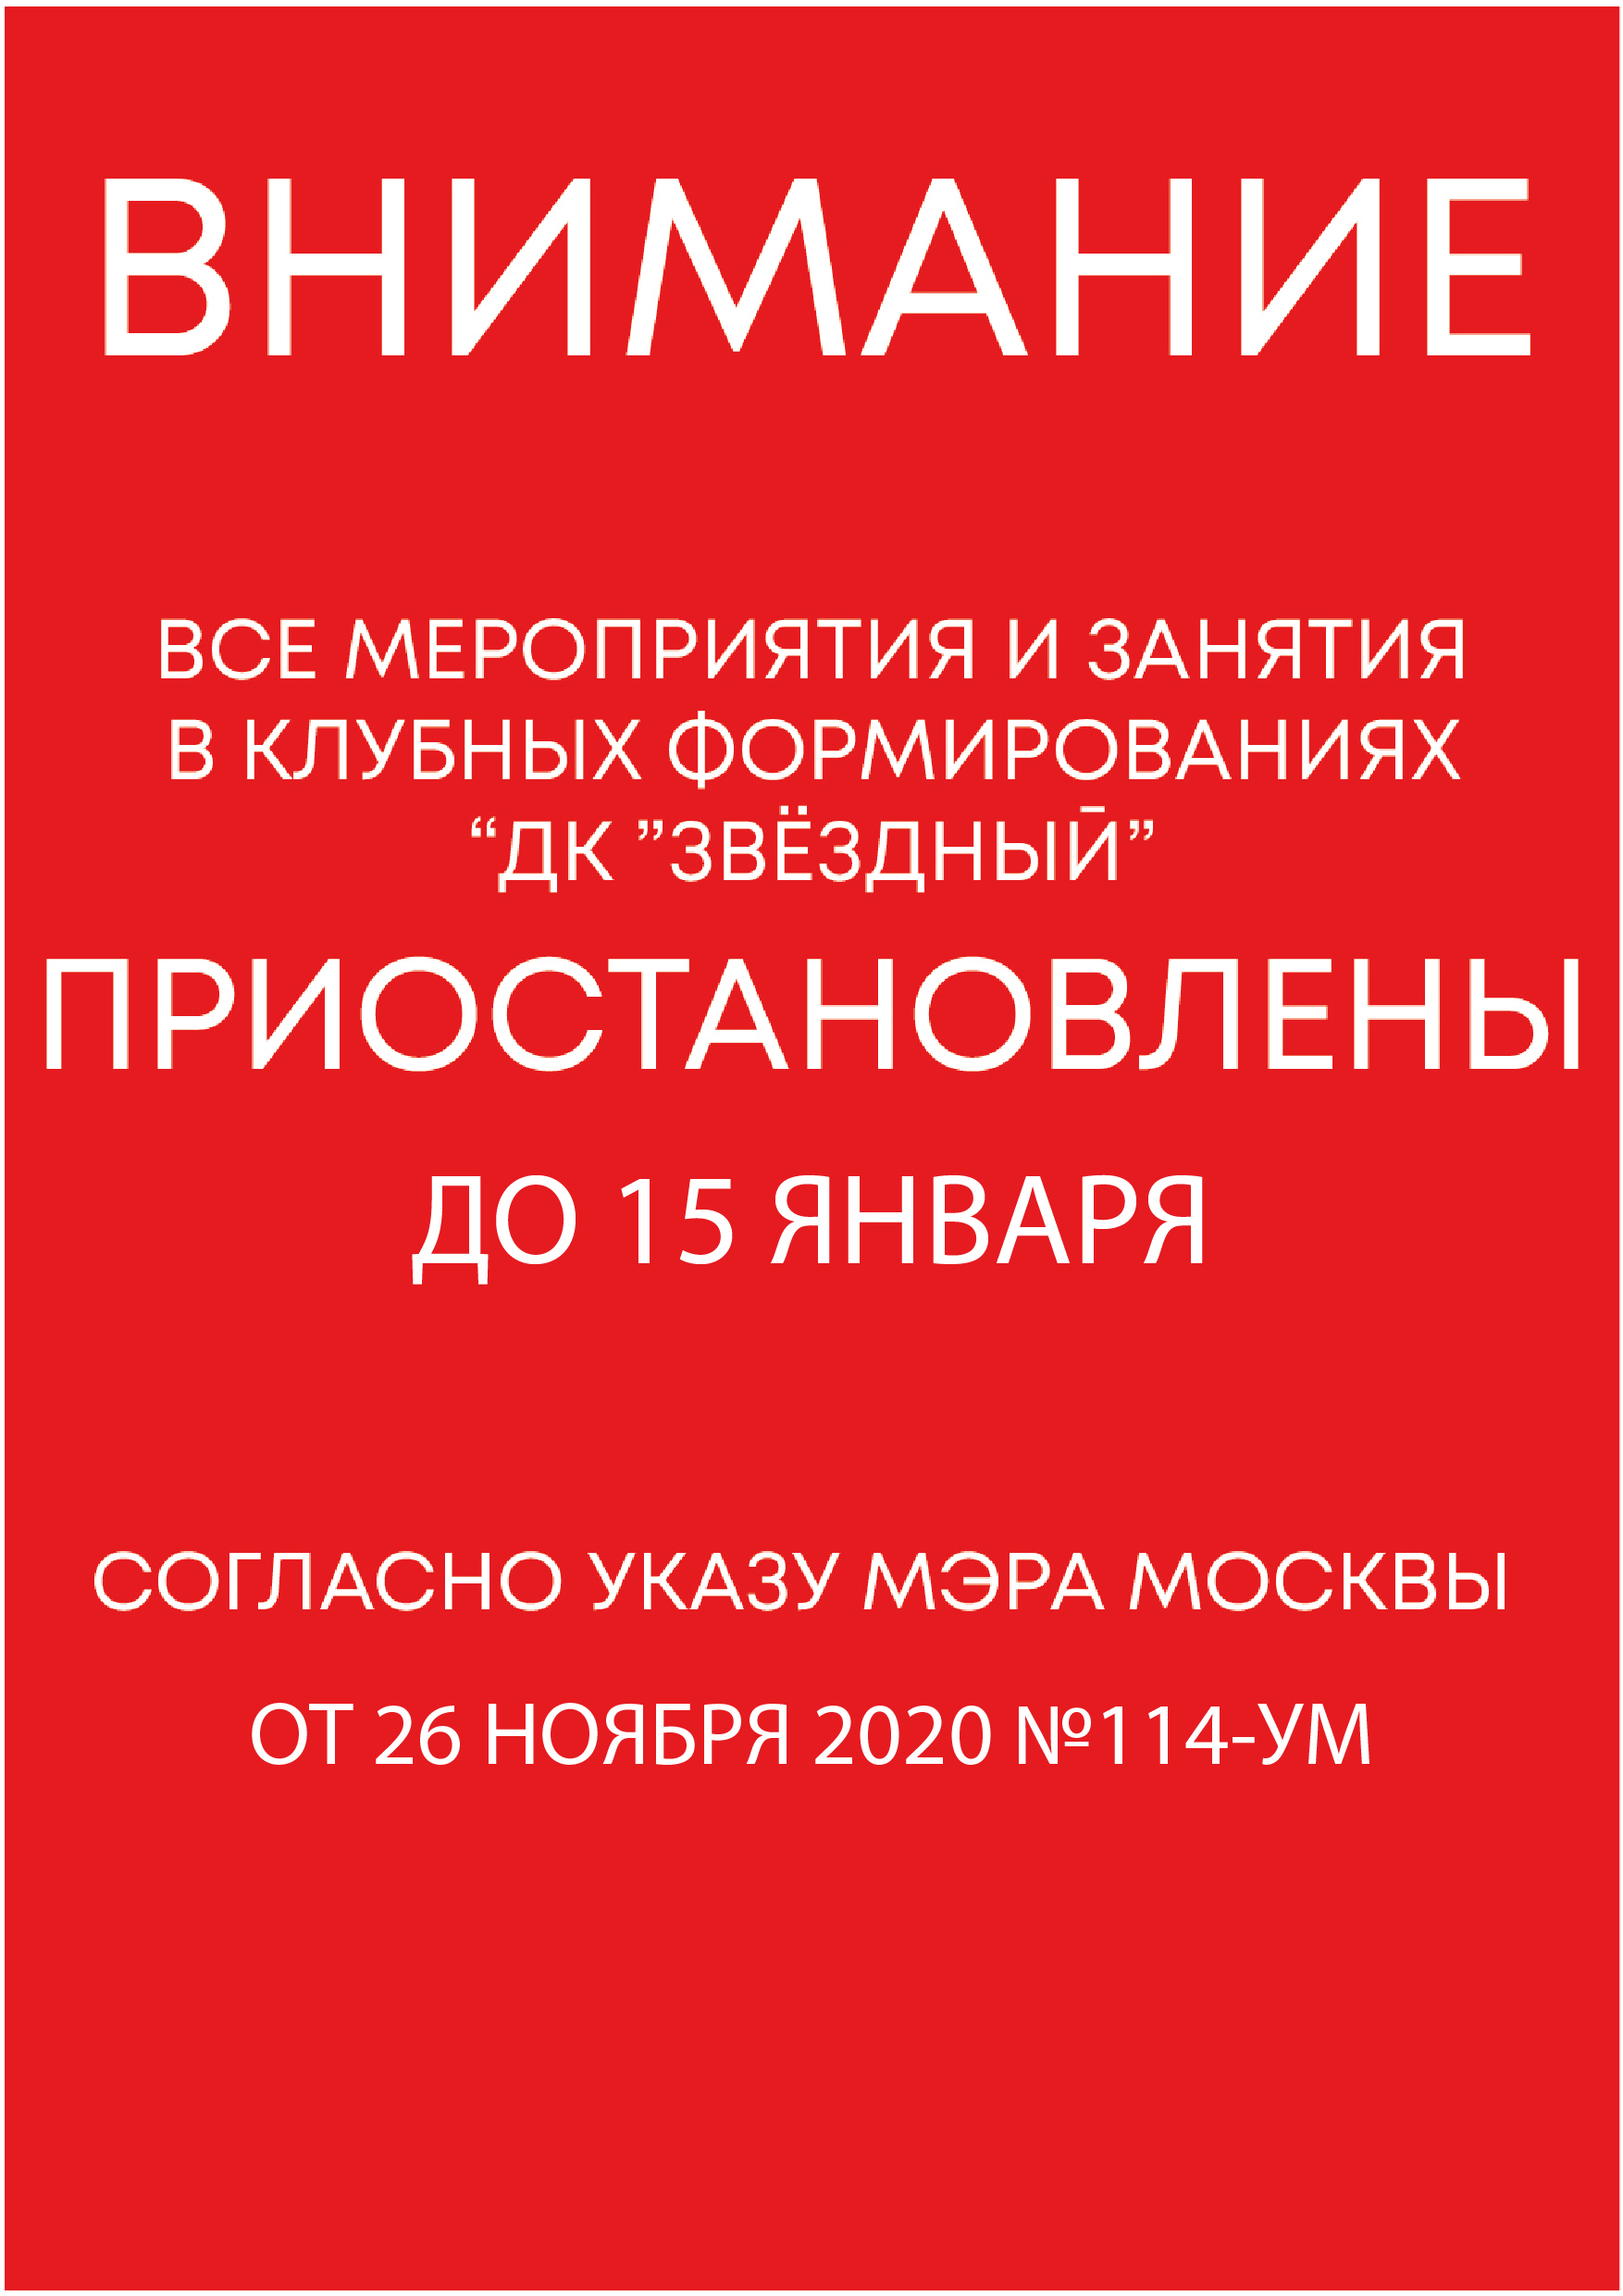 ВНИМАНИЕ
ВСЕ МЕРОПРИЯТИЯ И ЗАНЯТИЯ
В КЛУБНЫХ ФОРМИРОВАНИЯХ
“ДК ”ЗВЁЗДНЫЙ”
ПРИОСТАНОВЛЕНЫ
ДО 15 ЯНВАРЯ
СОГЛАСНО УКАЗУ МЭРА МОСКВЫ
ОТ 26 НОЯБРЯ 2020 №114-УМ